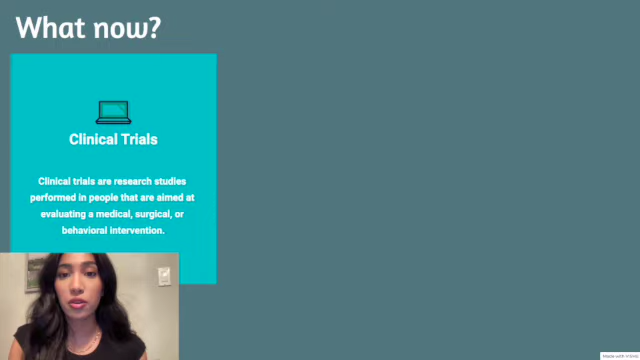 What now?
Clinical Trials
Clinical trials are research studies
performed in people that are aimed at
evaluating a medical, surgical, or
behavioral intervention.